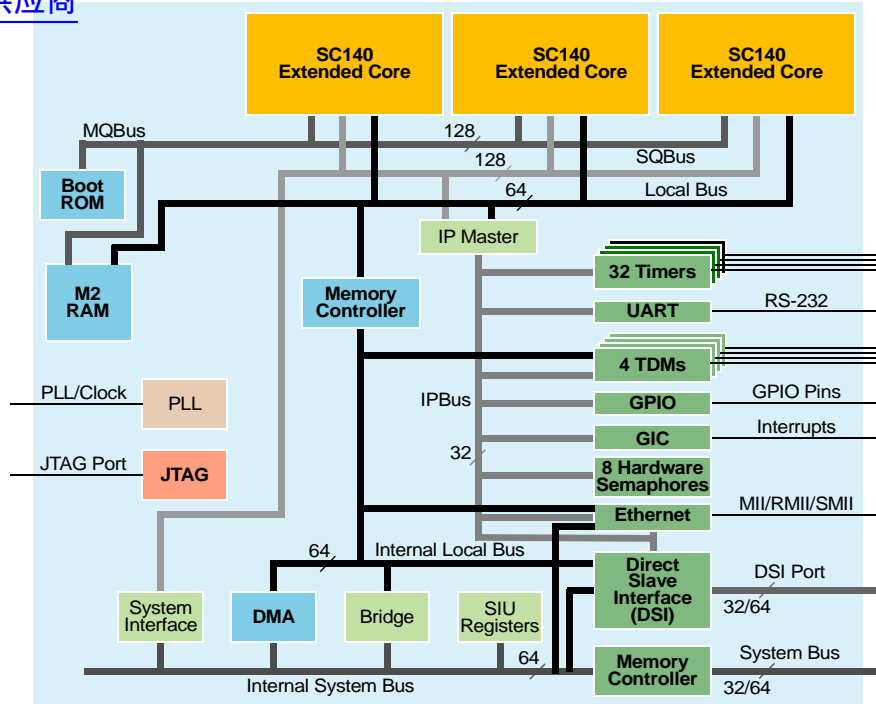 供应商
SC140
Extended Core
SC140
Extended Core
SC140
Extended Core
MQBus
128
128
SQBus
64
Local Bus
Boot
ROM
IP Master
M2
RAM
Memory
Controller
32 Timers
UART
RS-232
4 TDMs
PLL/Clock
PLL
IPBus
GPIO
GPIO Pins
GIC
Interrupts
32
JTAG Port
JTAG
8 Hardware
Semaphores
Ethernet
MII/RMII/SMII
64
Internal Local Bus
Direct
Slave
Interface
(DSI)
DSI Port
32/64
System
Interface
DMA
Bridge
SIU
Registers
64
Internal System Bus
Memory
Controller
System Bus
32/64